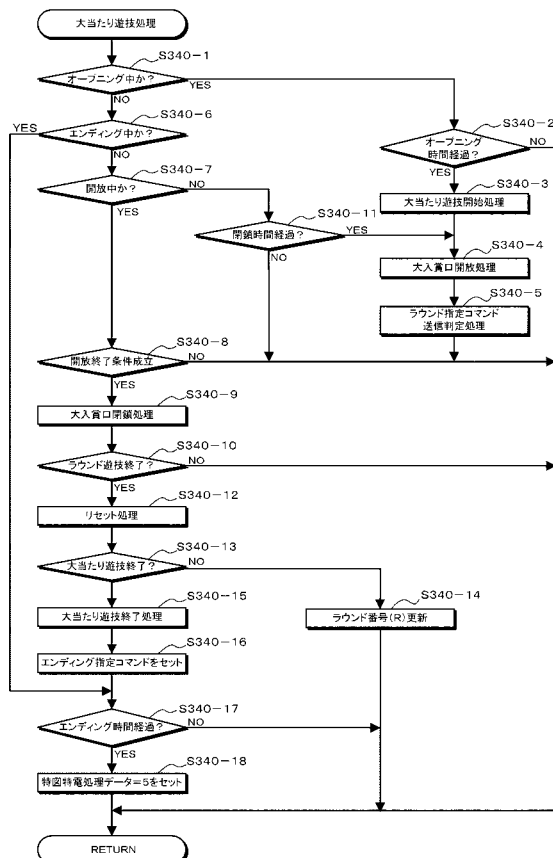 大当たり遊技処理
S340-1
オープニング中か?
YES
NO
S340-6
YES
エンディング中か?
NO
S340-2
オープニング
時間経過?
NO
YES
S340-7
開放中か?
NO
YES
S340-3
大当たり遊技開始処理
S340-11
閉鎖時間経過?
YES
NO
S340-4
大入賞口開放処理
S340-5
ラウンド指定コマンド
送信判定処理
S340-8
開放終了条件成立
NO
YES
S340-9
大入賞口閉鎖処理
S340-10
ラウンド遊技終了?
NO
YES
S340-12
リセット処理
S340-13
大当たり遊技終了?
NO
YES
S340-15
大当たり遊技終了処理
S340-14
ラウンド番号(R)更新
S340-16
エンディング指定コマンドをセット
S340-17
エンディング時間経過?
NO
YES
S340-18
特図特電処理データ=5をセット
RETURN